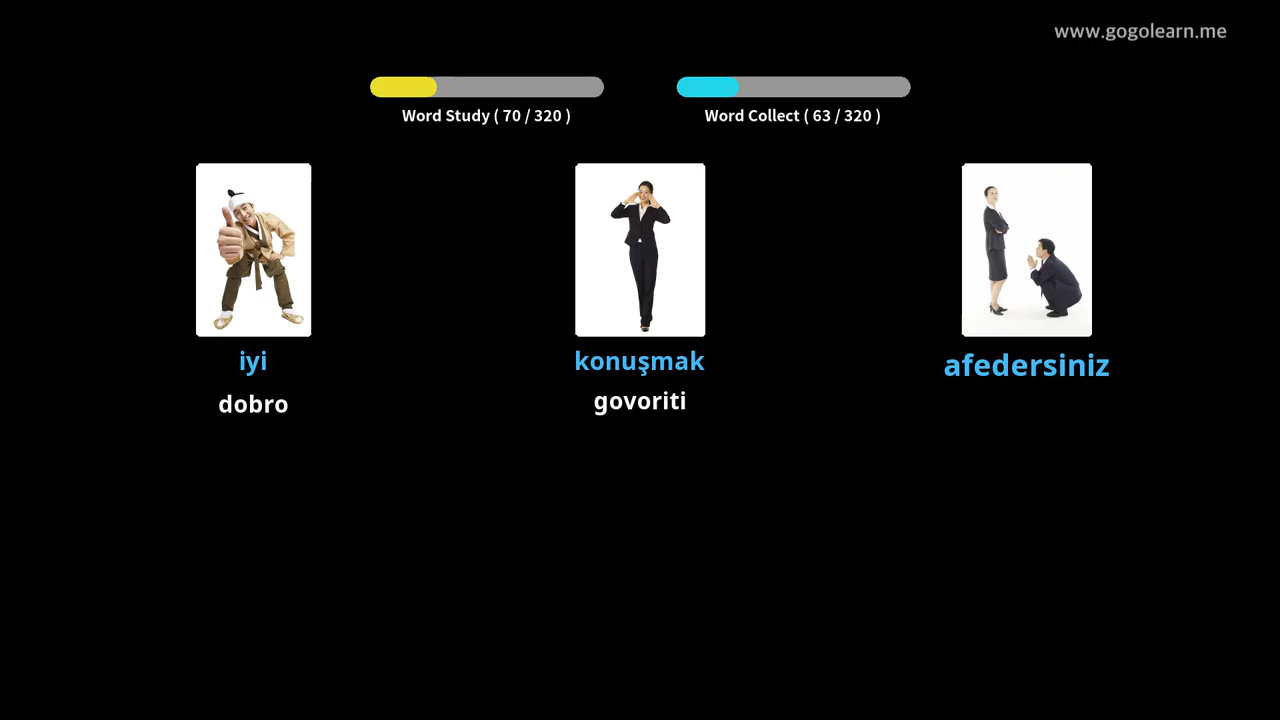 www.gogolearn.me
Word Study ( 70 / 320 )
Word Collect ( 63 / 320 )
iyi
konuşmak
afedersiniz
dobro
govoriti